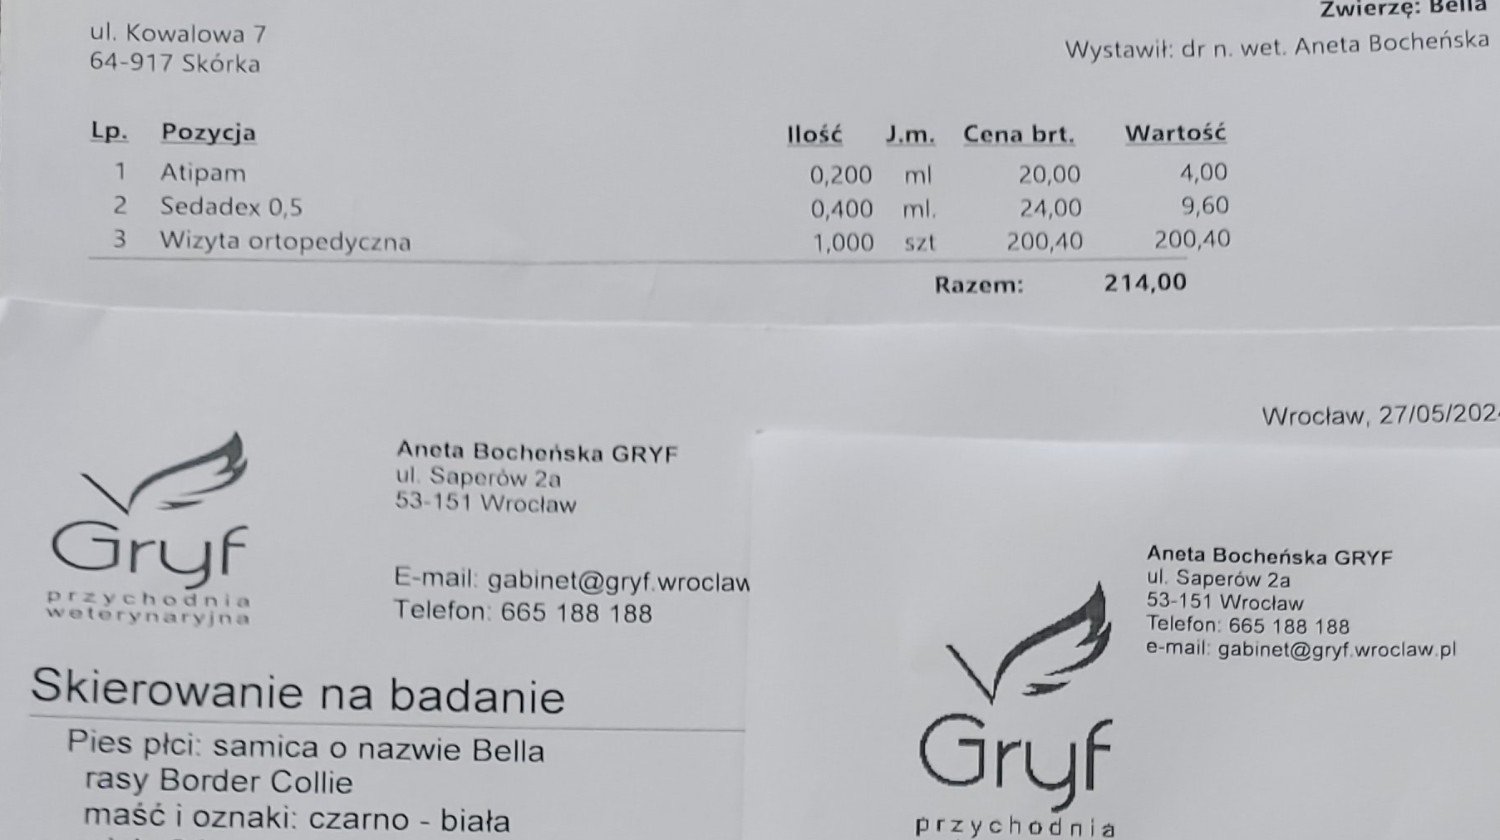 Zwierzę: Bella
ul. Kowalowa 7
64-917 Skórka
Wystawił: dr n. wet. Aneta Bocheńska
Lp. Pozycja Ilość J.m. Cena brt. Wartość
1 Atipam 0,200 ml 20,00 4,00
2 Sedadex 0,5 0,400 ml. 24,00 9,60
3 Wizyta ortopedyczna 1,000 szt 200,40 200,40
Razem: 214,00
Wrocław, 27/05/202
Gryf
przychodnia
weterynaryjna
Aneta Bocheńska GRYF
ul. Saperów 2a
53-151 Wrocław
E-mail: gabinet@gryf.wroclaw
Telefon: 665 188 188
Skierowanie na badanie
Pies płci: samica o nazwie Bella
rasy Border Collie
maść i oznaki: czarno - biała
Aneta Bocheńska GRYF
ul. Saperów 2a
53-151 Wrocław
Telefon: 665 188 188
e-mail: gabinet@gryf.wroclaw.pl
Gryf
przychodnia